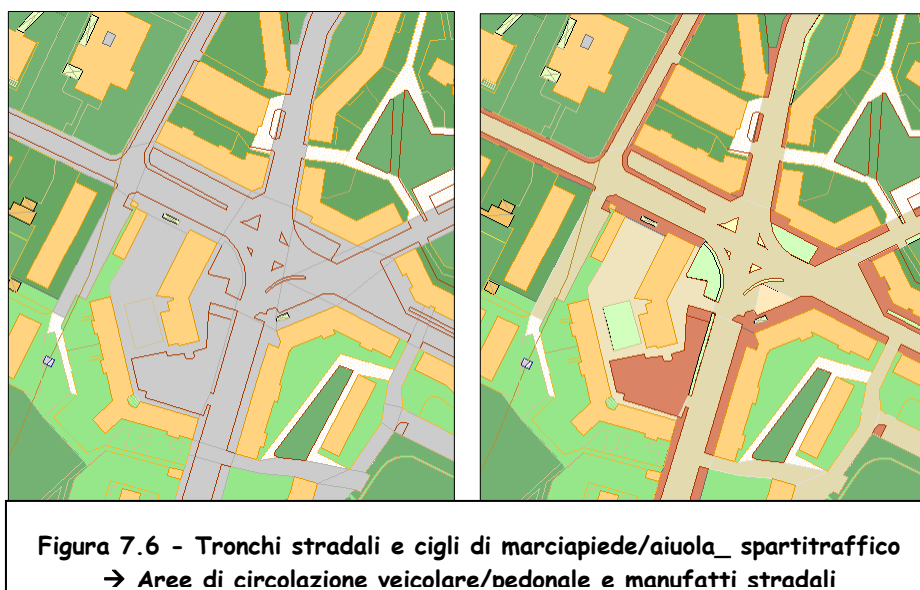 Figura 7.6 - Tronchi stradali e cigli di marciapiede/aiuola_ spartitraffico
→ Aree di circolazione veicolare/pedonale e manufatti stradali